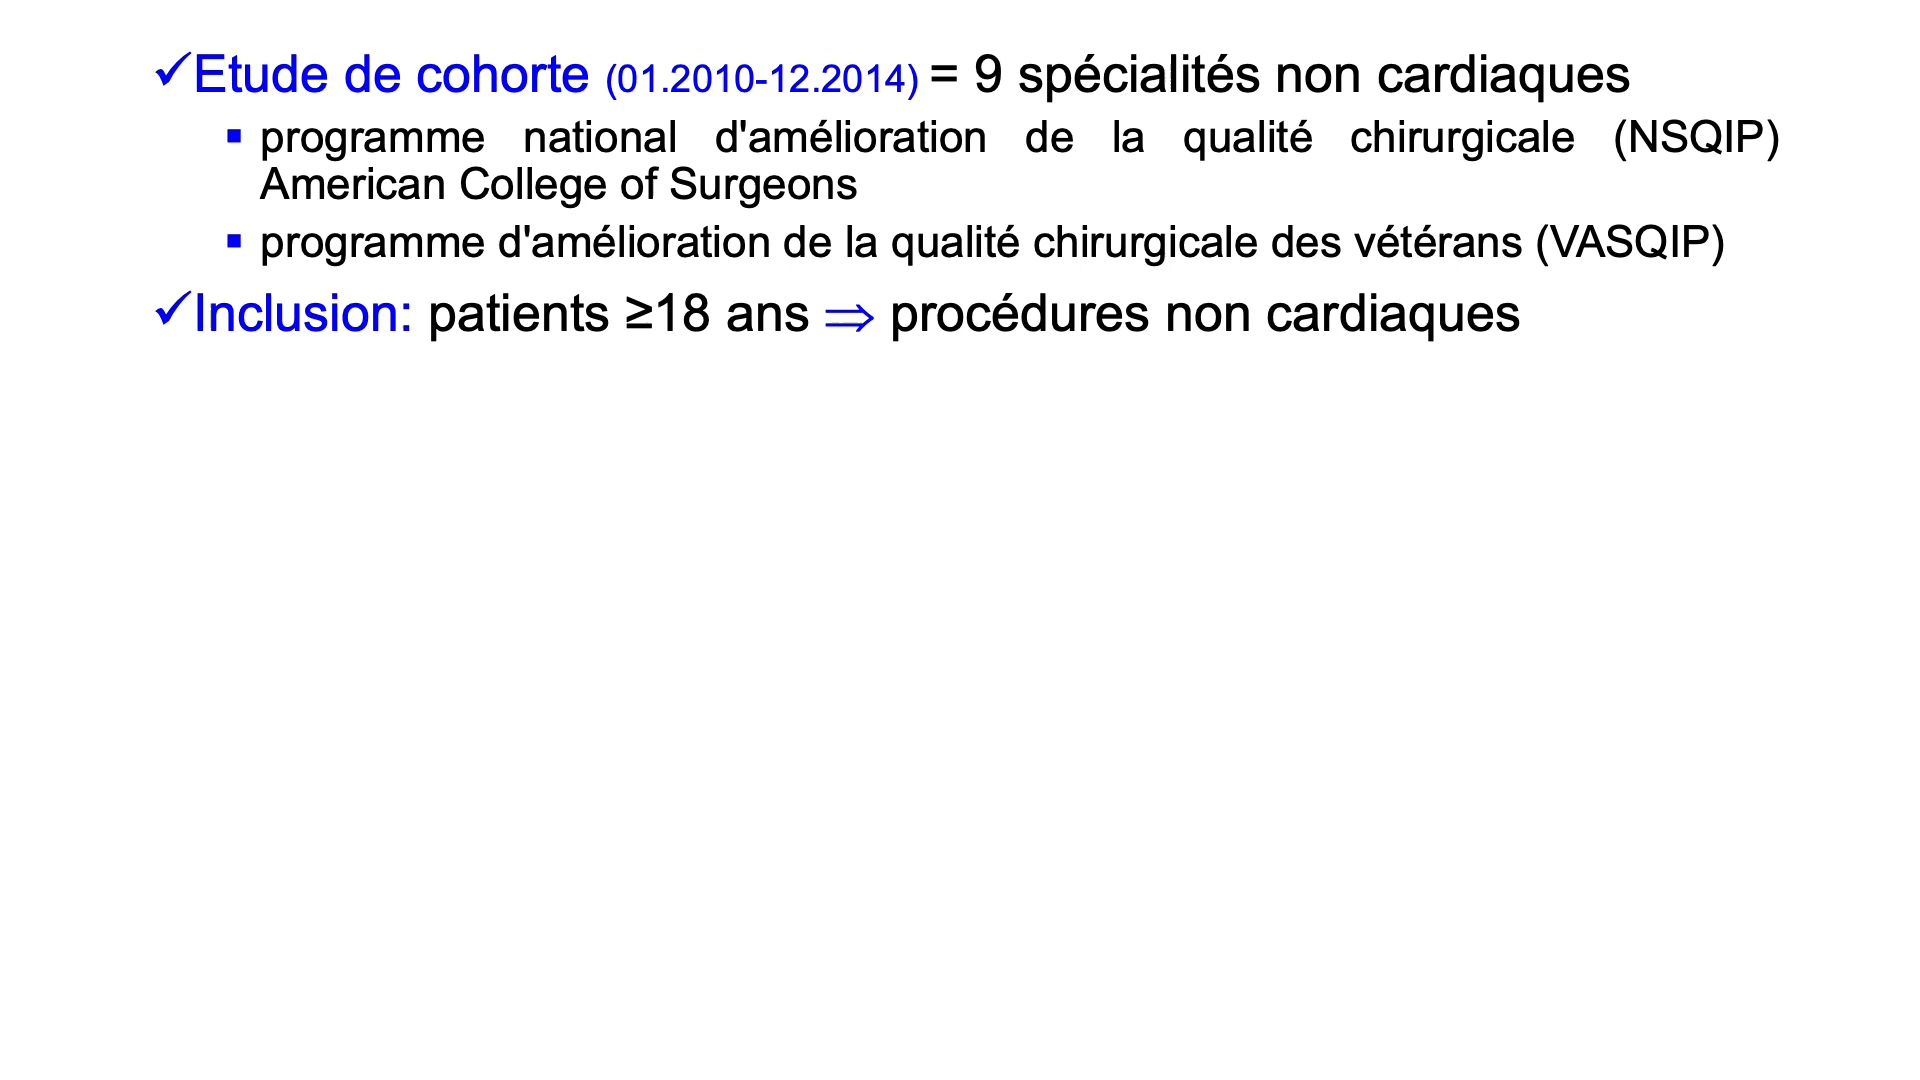 ✓Etude de cohorte (01.2010-12.2014) = 9 spécialités non cardiaques
▪ programme national d'amélioration de la qualité chirurgicale (NSQIP)
American College of Surgeons
▪ programme d'amélioration de la qualité chirurgicale des vétérans (VASQIP)
✓Inclusion: patients ≥18 ans ⇒ procédures non cardiaques